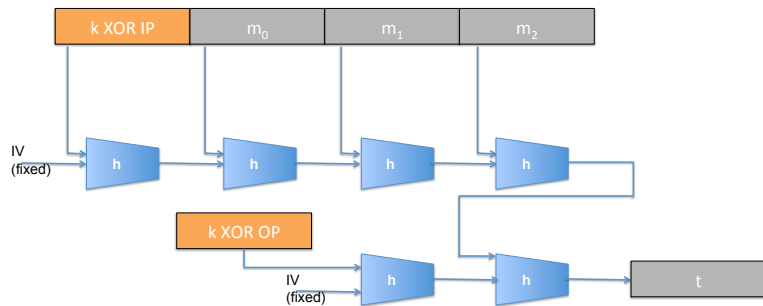 k XOR IP
m0
m1
m2
IV
(fixed)
h
h
h
h
k XOR OP
IV
(fixed)
h
h
t